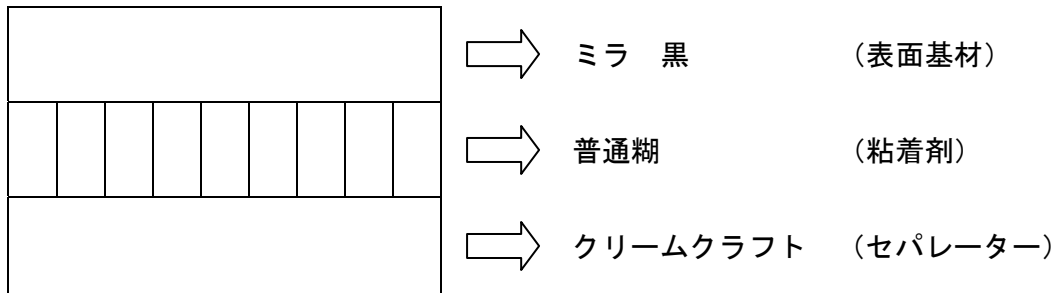 ミラ　黒　（表面基材）
普通糊　（粘着剤）
クリームクラフト　（セパレーター）